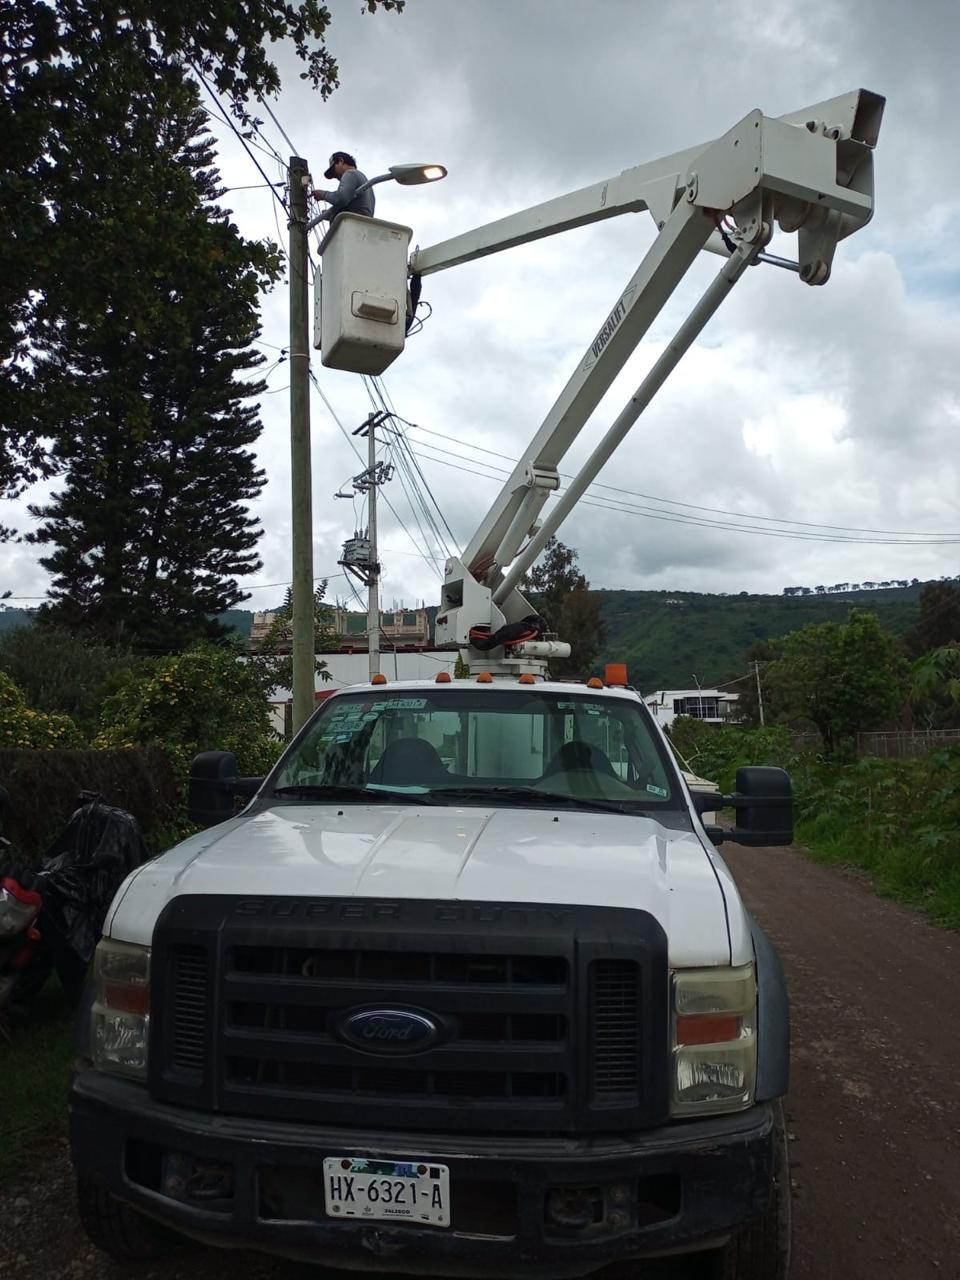 VERSALIFT
SUPER DUTY
Ford
HX-6321-A
JALISCO